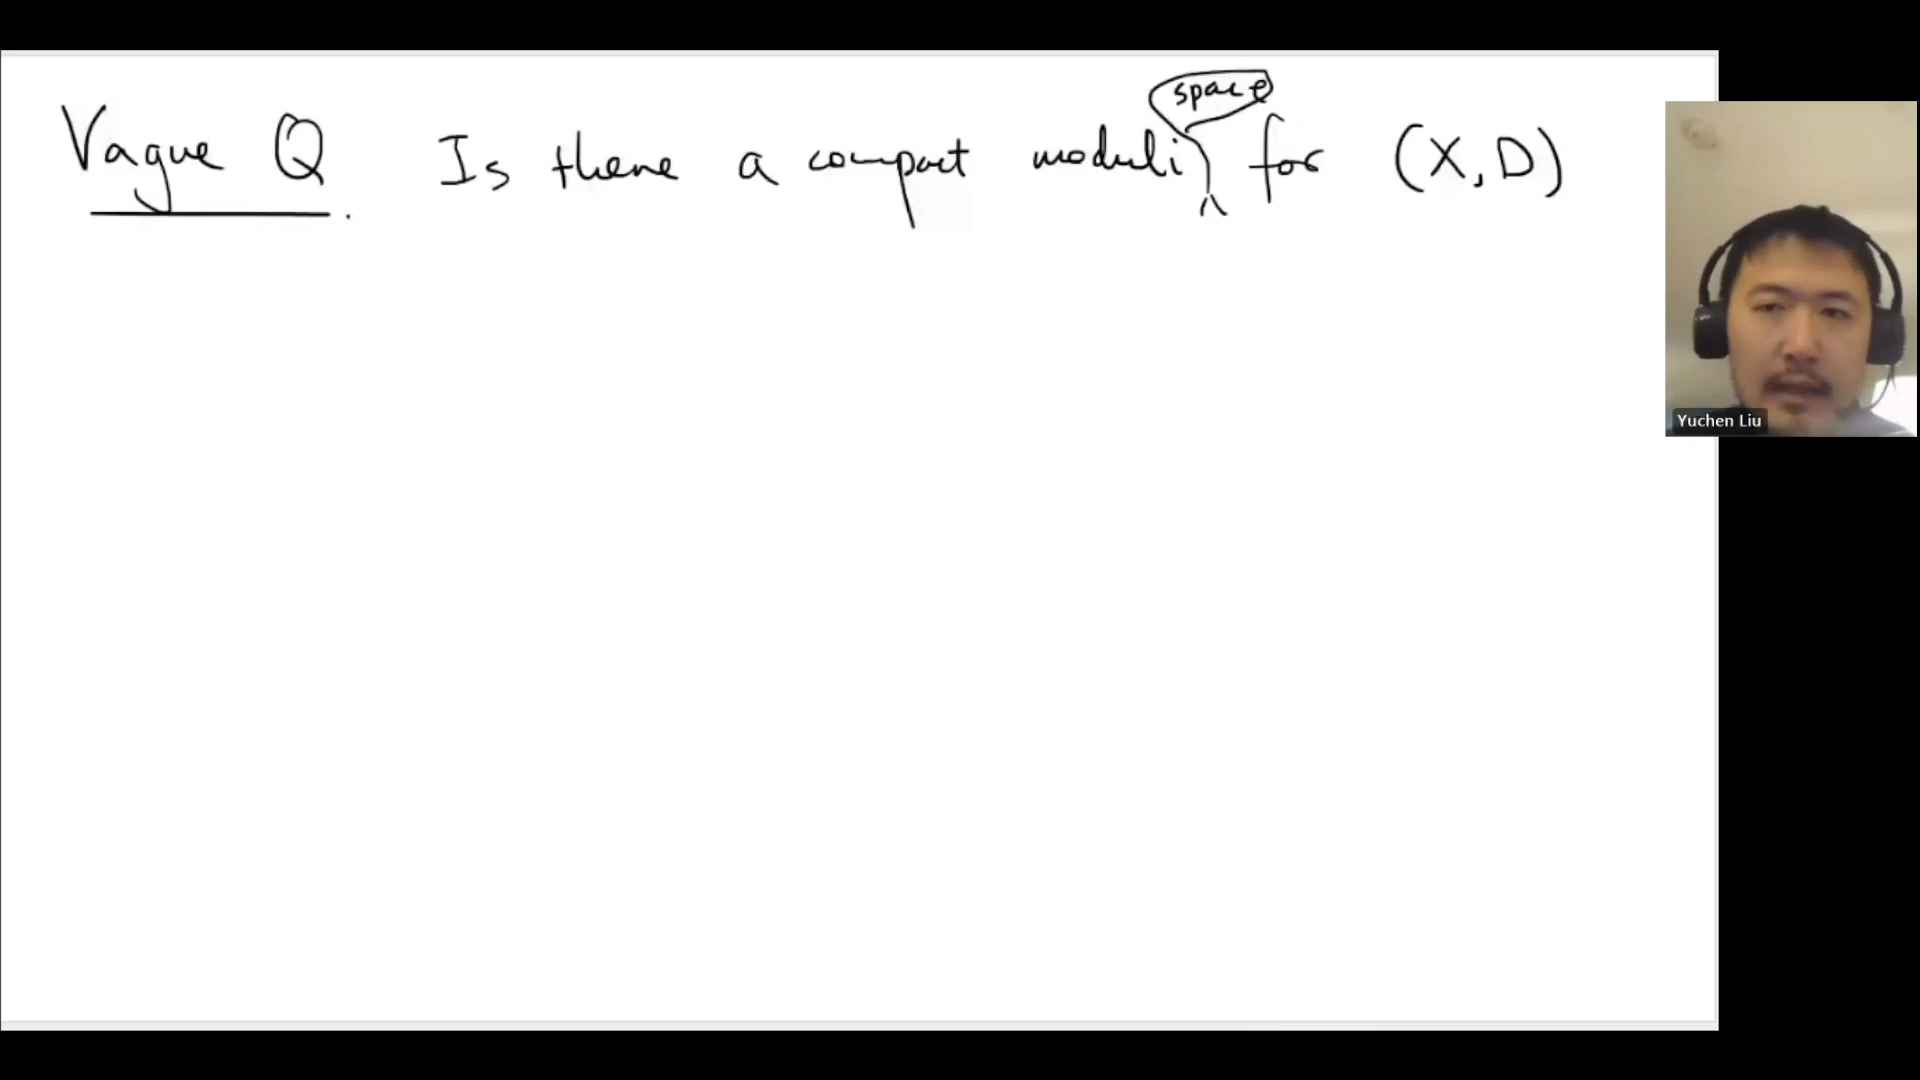 Vague Q. Is there a compact moduli space for (X, D)
Yuchen Liu